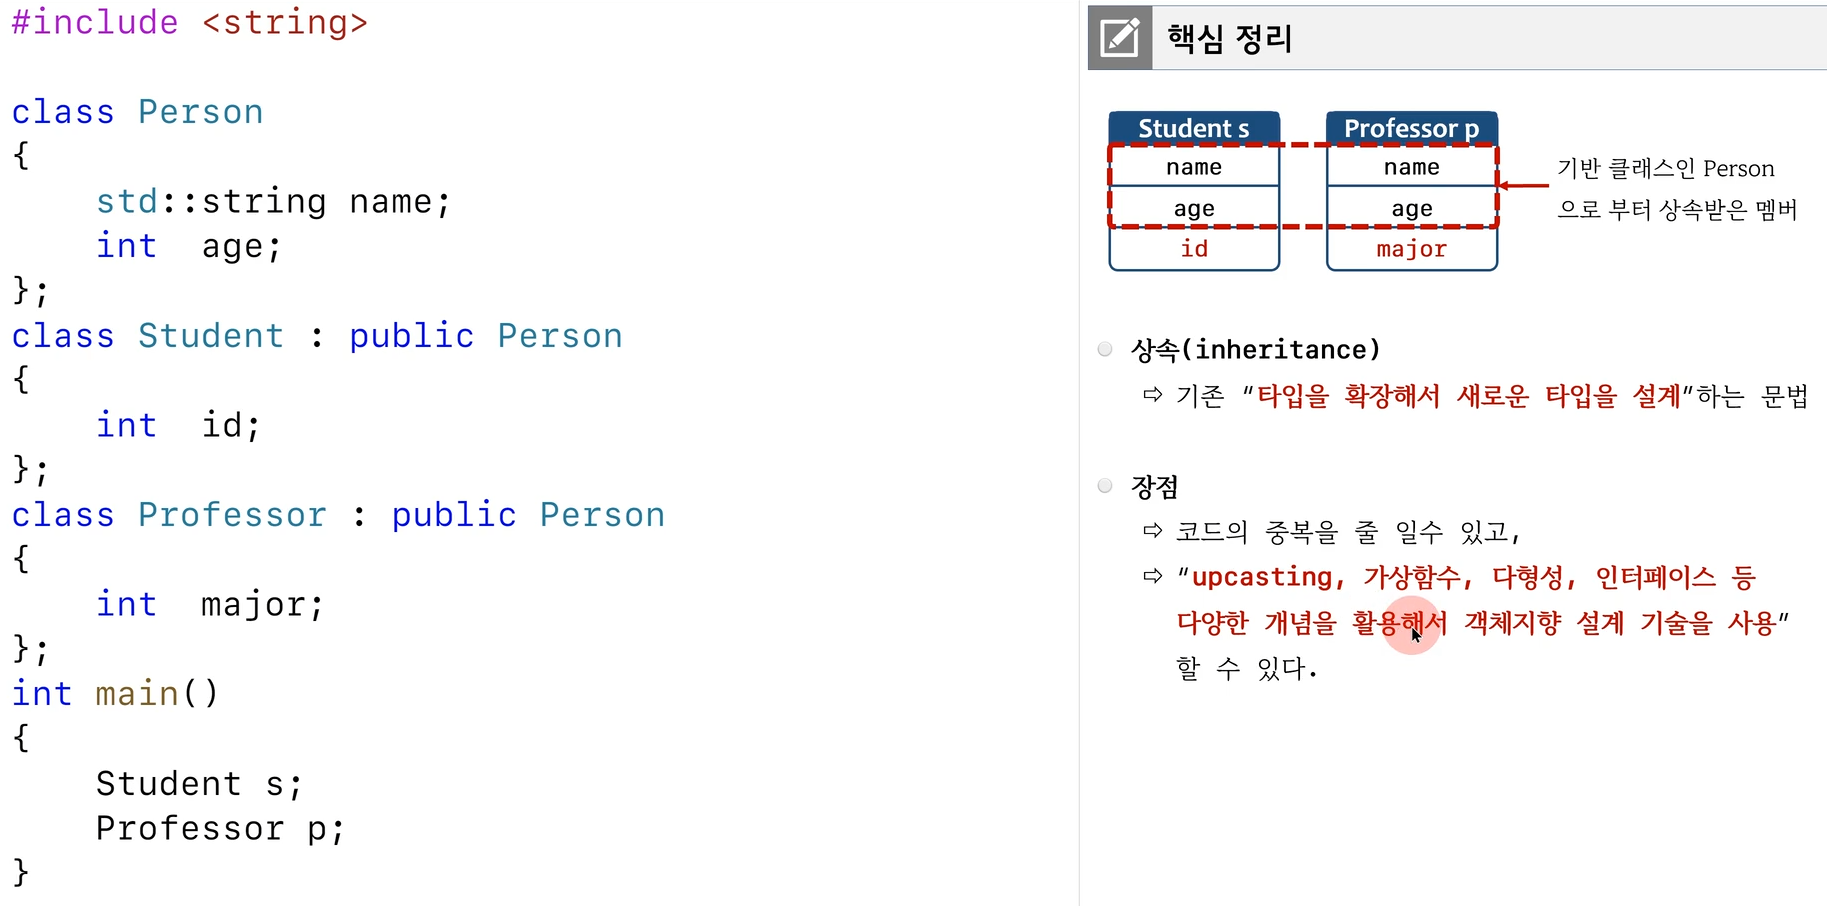 #include <string>
class Person
{
std::string name;
int age;
};
class Student : public Person
{
int id;
};
class Professor : public Person
{
int major;
};
int main()
{
Student s;
Professor p;
}
핵심 정리
Student s
name
age
id
Professor p
name
age
major
기반 클래스인 Person
으로 부터 상속받은 멤버
상속(inheritance)
⇨ 기존 "타입을 확장해서 새로운 타입을 설계"하는 문법
장점
⇨ 코드의 중복을 줄 일수 있고,
⇨ "upcasting, 가상함수, 다형성, 인터페이스 등
다양한 개념을 활용해서 객체지향 설계 기술을 사용"
할 수 있다.